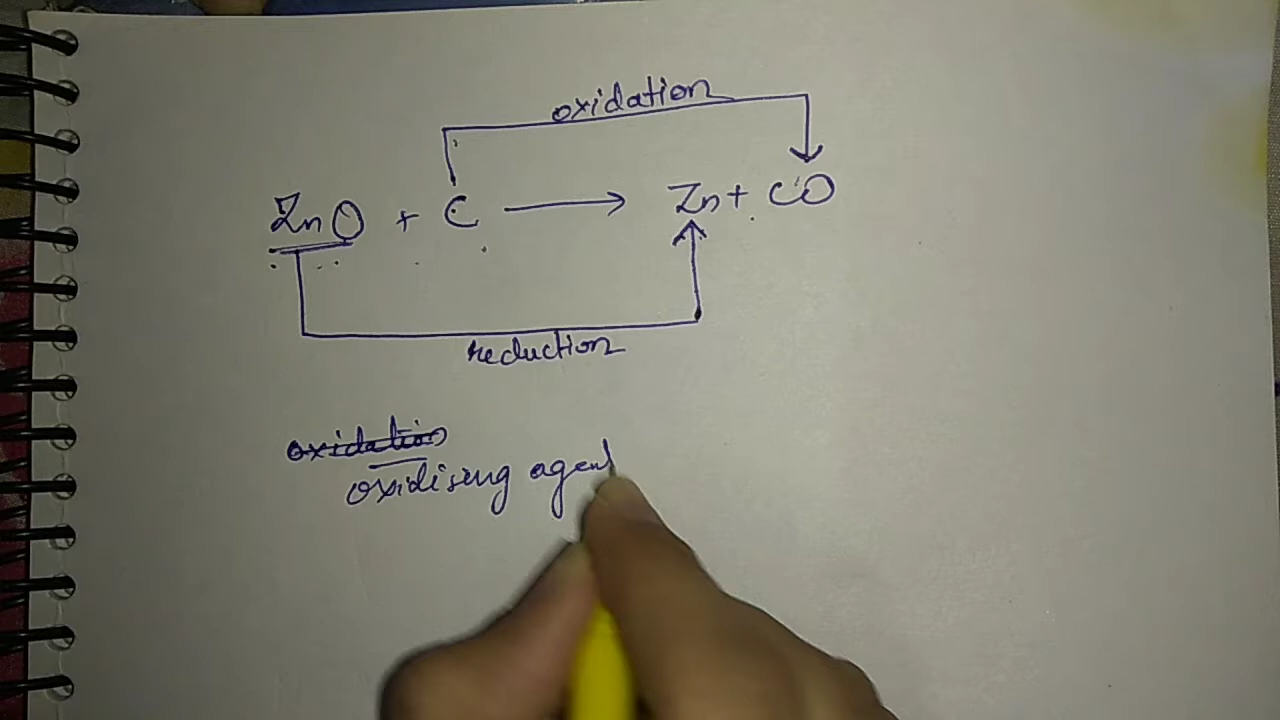 oxidation
ZnO + C → Zn + CO
reduction
oxidation
oxidising agent